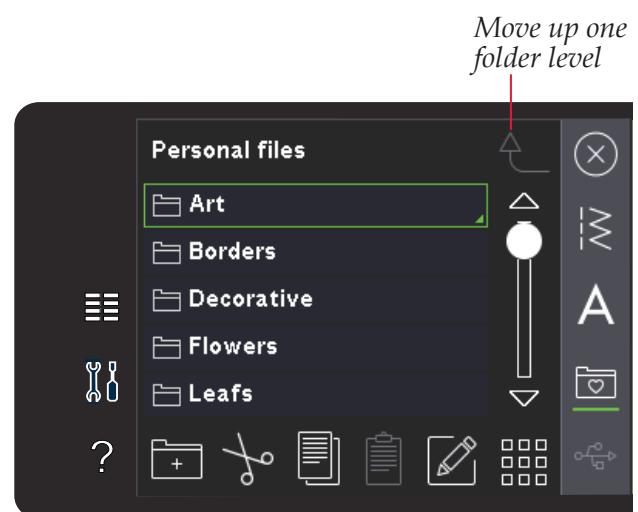 Move up one
folder level
Personal files
Art
Borders
Decorative
Flowers
Leafs
A
?